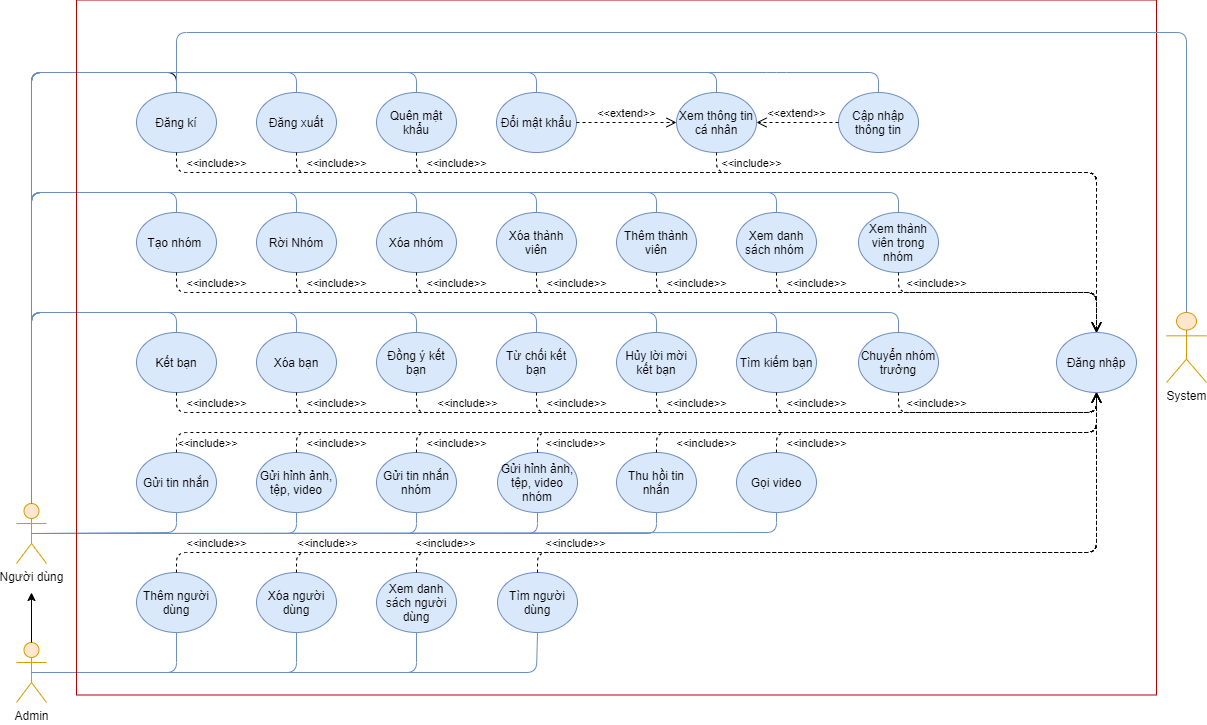 Đăng kí
Đăng xuất
Quên mật
khẩu
Đổi mật khẩu
<<extend>>
Xem thông tin
cá nhân
<<extend>>
Cập nhập
thông tin
<<include>>
<<include>>
<<include>>
<<include>>
Tạo nhóm
Rời Nhóm
Xóa nhóm
Xóa thành
viên
Thêm thành
viên
Xem danh
sách nhóm
Xem thành
viên trong
nhóm
<<include>>
<<include>>
<<include>>
<<include>>
<<include>>
<<include>>
<<include>>
Kết bạn
Xóa bạn
Đồng ý kết
bạn
Từ chối kết
bạn
Hủy lời mời
kết bạn
Tìm kiếm bạn
Chuyển nhóm
trưởng
Đăng nhập
System
<<include>>
<<include>>
<<include>>
<<include>>
<<include>>
<<include>>
<<include>>
<<include>>
<<include>>
<<include>>
<<include>>
<<include>>
<<include>>
Gửi tin nhắn
Gửi hình ảnh,
tệp, video
Gửi tin nhắn
nhóm
Gửi hình ảnh,
tệp, video
nhóm
Thu hồi tin
nhắn
Gọi video
Người dùng
<<include>>
<<include>>
<<include>>
<<include>>
Thêm người
dùng
Xóa người
dùng
Xem danh
sách người
dùng
Tìm người
dùng
Admin